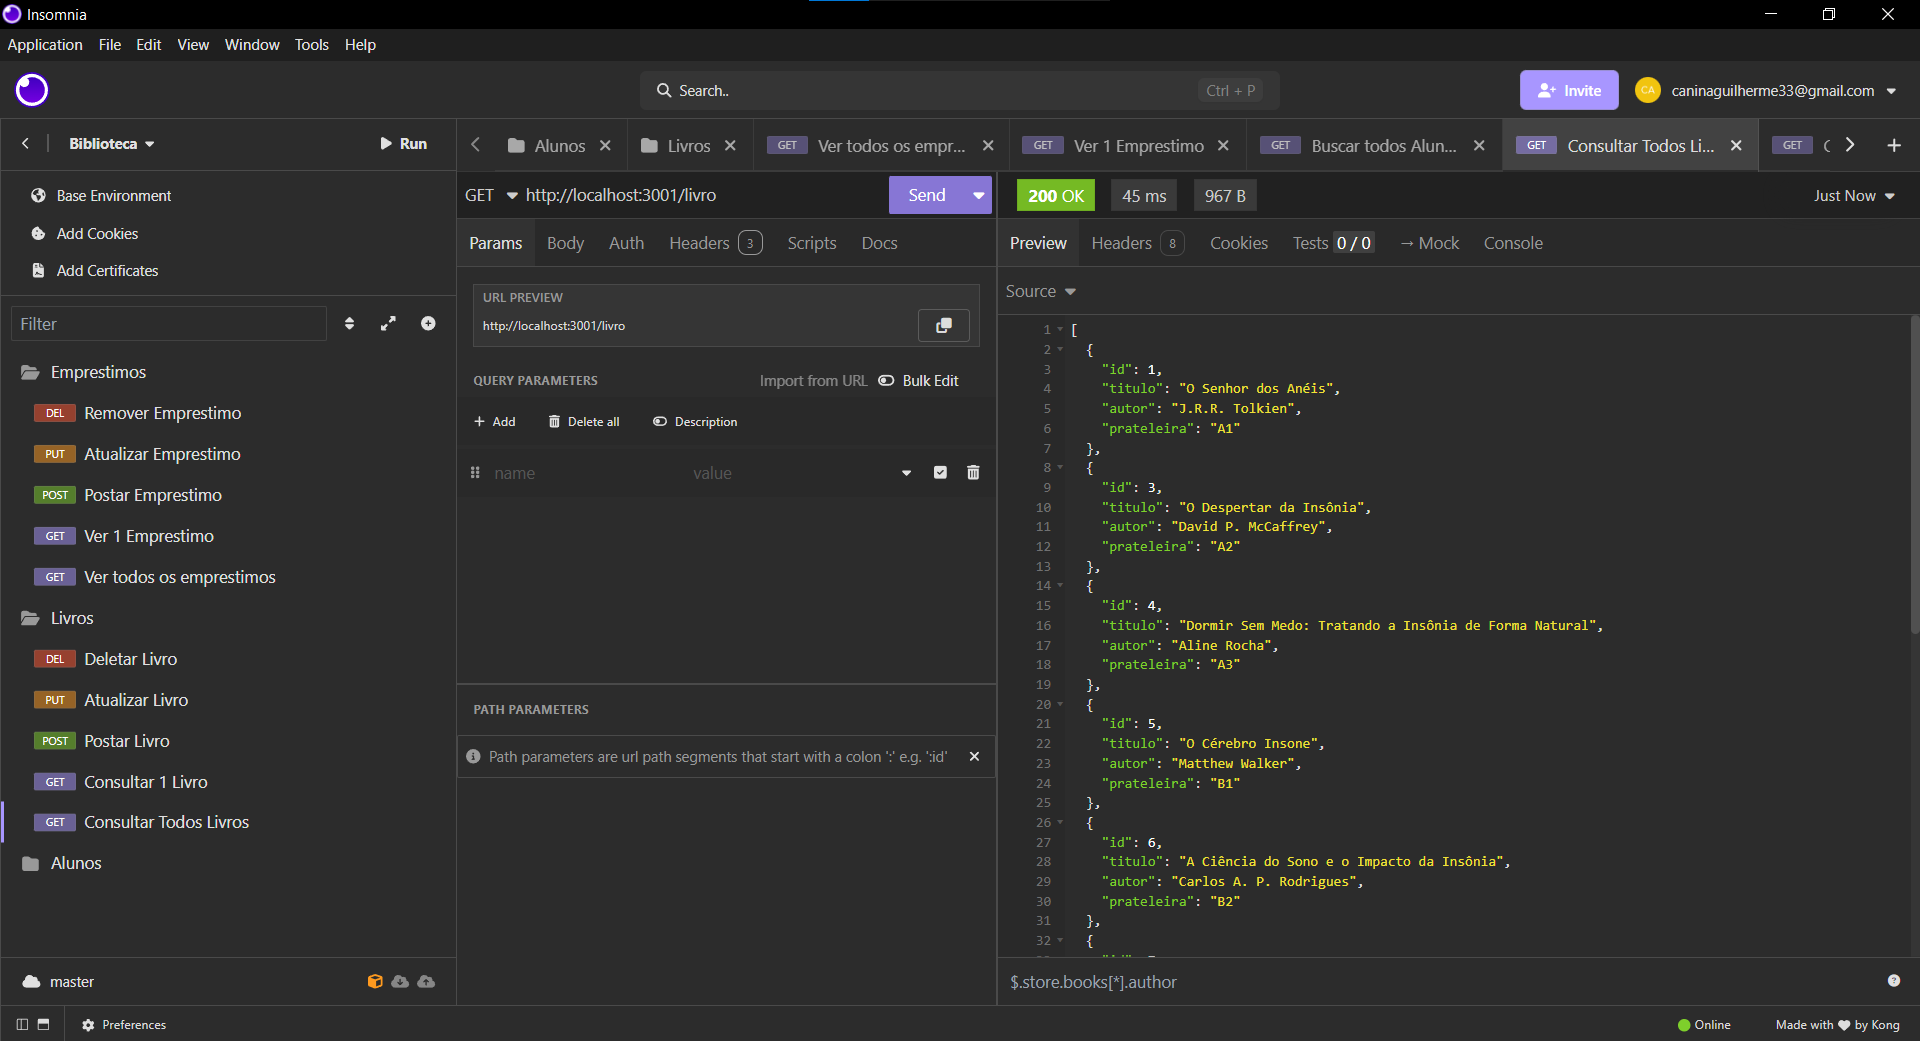 Insomnia
Application File Edit View Window Tools Help
Search.. Ctrl + P
Invite
CA caninaguilherme33@gmail.com
Biblioteca
Run
Alunos
Livros
GET Ver todos os empr...
GET Ver 1 Emprestimo
GET Buscar todos Alun...
GET Consultar Todos Li...
GET
Base Environment
Add Cookies
Add Certificates
Filter
Emprestimos
DEL Remover Emprestimo
PUT Atualizar Emprestimo
POST Postar Emprestimo
GET Ver 1 Emprestimo
GET Ver todos os emprestimos
Livros
DEL Deletar Livro
PUT Atualizar Livro
POST Postar Livro
GET Consultar 1 Livro
GET Consultar Todos Livros
Alunos
master
GET http://localhost:3001/livro
Send
Params Body Auth Headers 3 Scripts Docs
URL PREVIEW
http://localhost:3001/livro
QUERY PARAMETERS Import from URL Bulk Edit
+ Add Delete all Description
name value
PATH PARAMETERS
Path parameters are url path segments that start with a colon ':' e.g. ':id'
200 OK 45 ms 967 B Just Now
Preview Headers 8 Cookies Tests 0 / 0 → Mock Console
Source
1 [
2 {
3 "id": 1,
4 "titulo": "O Senhor dos Anéis",
5 "autor": "J.R.R. Tolkien",
6 "prateleira": "A1"
7 },
8 {
9 "id": 3,
10 "titulo": "O Despertar da Insônia",
11 "autor": "David P. McCaffrey",
12 "prateleira": "A2"
13 },
14 {
15 "id": 4,
16 "titulo": "Dormir Sem Medo: Tratando a Insônia de Forma Natural",
17 "autor": "Aline Rocha",
18 "prateleira": "A3"
19 },
20 {
21 "id": 5,
22 "titulo": "O Cérebro Insone",
23 "autor": "Matthew Walker",
24 "prateleira": "B1"
25 },
26 {
27 "id": 6,
28 "titulo": "A Ciência do Sono e o Impacto da Insônia",
29 "autor": "Carlos A. P. Rodrigues",
30 "prateleira": "B2"
31 },
32 {
$.store.books[*].author
Preferences
Online
Made with ♥ by Kong